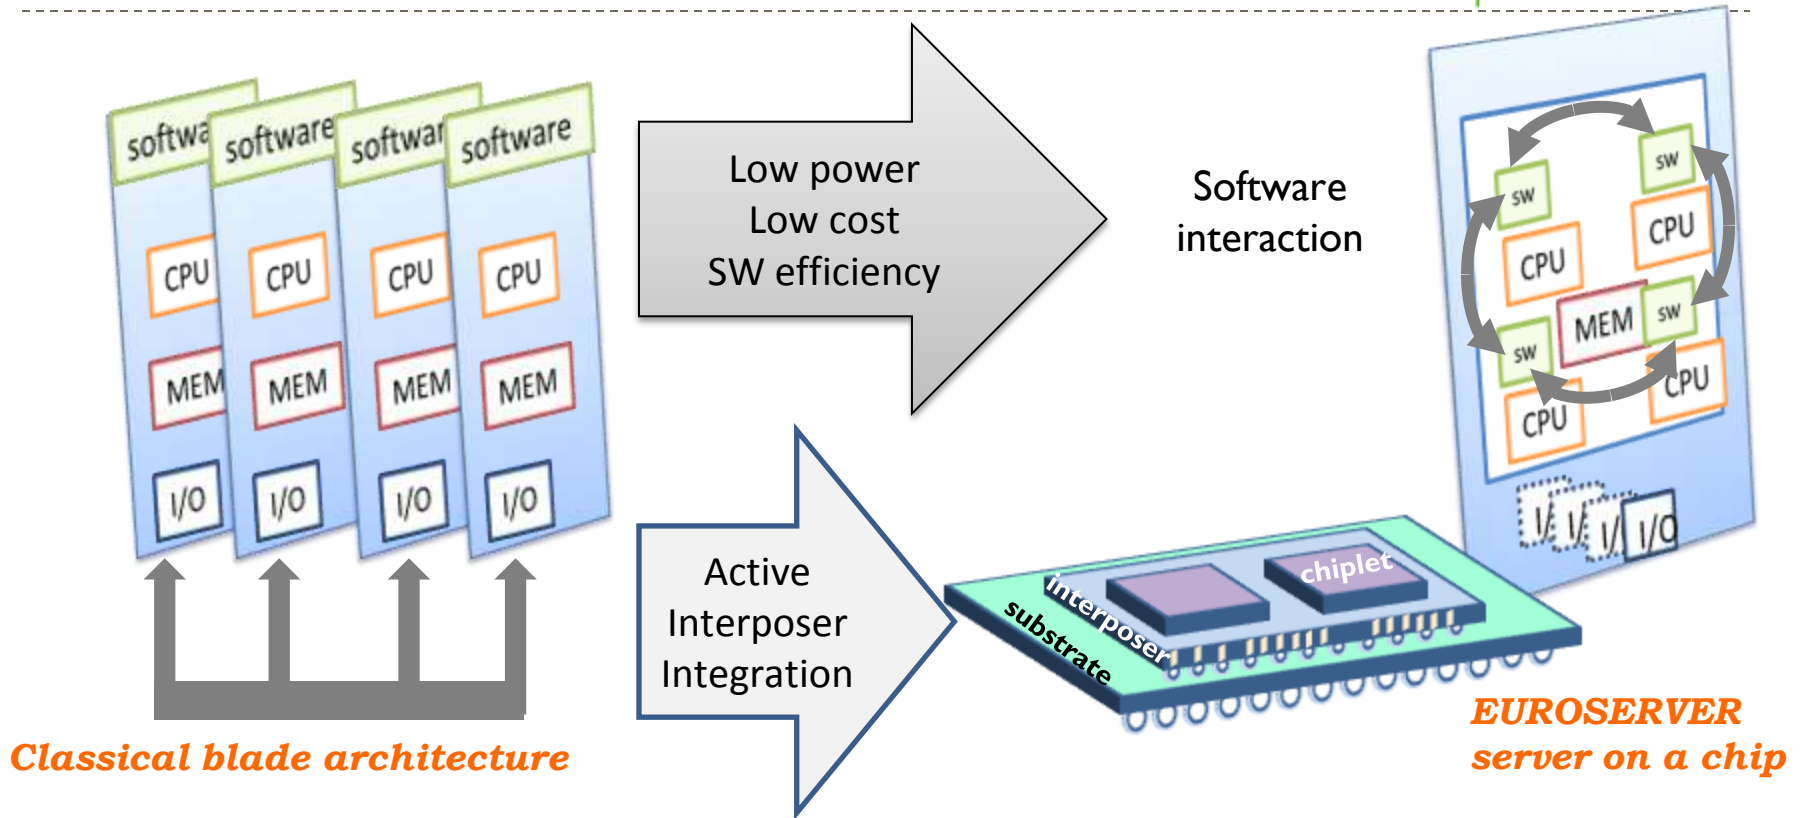 software
software
software
software
CPU
CPU
CPU
CPU
MEM
MEM
MEM
MEM
I/O
I/O
I/O
I/O
Classical blade architecture
Low power
Low cost
SW efficiency
Active
Interposer
Integration
Software
interaction
sw
sw
CPU
CPU
sw
MEM
sw
CPU
CPU
I/
I/
I/
I/O
chiplet
interposer
substrate
EUROSERVER
server on a chip